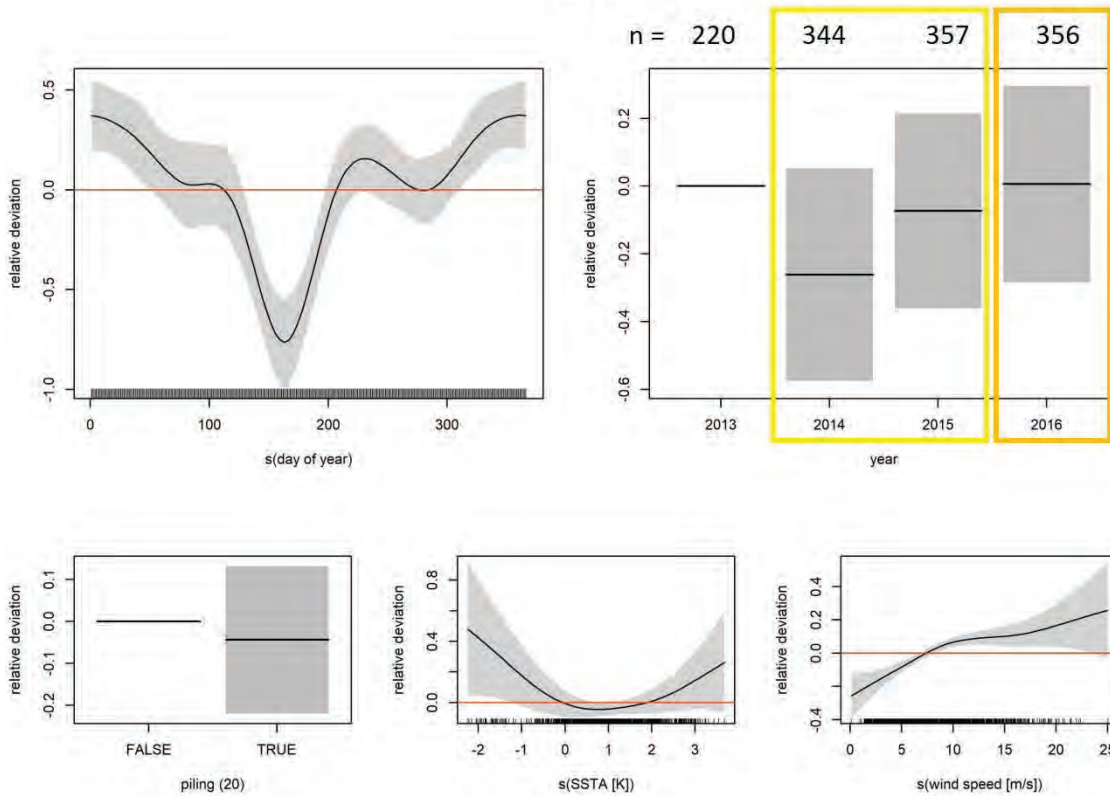 n = 220 344 357 356
relative deviation
0.5
0.0
-0.5
-1.0
0 100 200 300
s(day of year)
relative deviation
0.2
0.0
-0.2
-0.4
-0.6
2013 2014 2015 2016
year
relative deviation
0.1
0.0
-0.1
-0.2
FALSE TRUE
piling (20)
relative deviation
0.8
0.4
0.0
-2 -1 0 1 2 3
s(SSTA [K])
relative deviation
0.4
0.2
0.0
-0.4
0 5 10 15 20 25
s(wind speed [m/s])